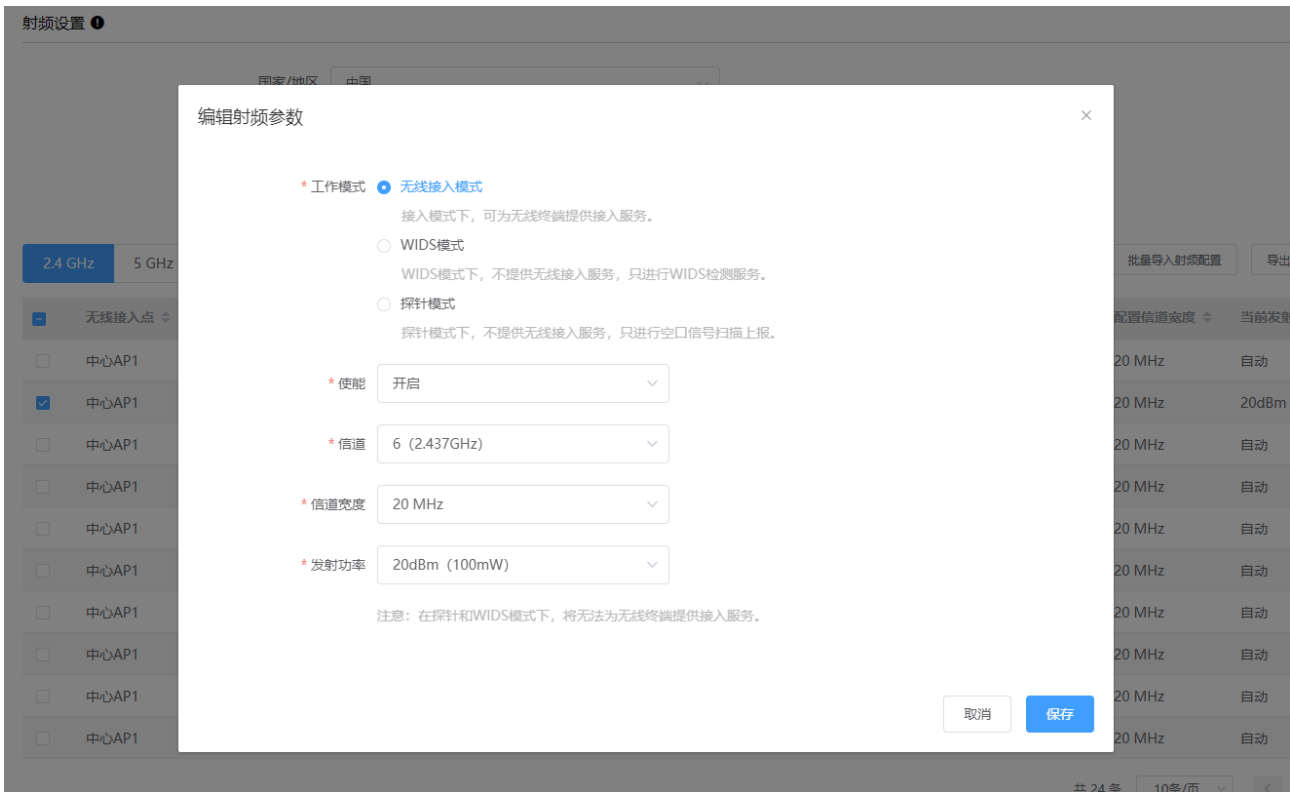 射频设置
国家/地区 中国
编辑射频参数
* 工作模式 无线接入模式
接入模式下，可为无线终端提供接入服务。
WIDS模式
WIDS模式下，不提供无线接入服务，只进行WIDS检测服务。
探针模式
探针模式下，不提供无线接入服务，只进行空口信号扫描上报。
2.4 GHz 5 GHz 批量导入射频配置 导出
无线接入点 配置信道宽度 当前发射
* 使能 开启
* 信道 6（2.437GHz）
* 信道宽度 20 MHz
* 发射功率 20dBm（100mW）
注意：在探针和WIDS模式下，将无法为无线终端提供接入服务。
中心AP1 20 MHz 自动
中心AP1 20 MHz 20dBm
中心AP1 20 MHz 自动
中心AP1 20 MHz 自动
中心AP1 20 MHz 自动
中心AP1 20 MHz 自动
中心AP1 20 MHz 自动
中心AP1 20 MHz 自动
中心AP1 20 MHz 自动
中心AP1 20 MHz 自动
取消 保存
共 24 条 10条/页